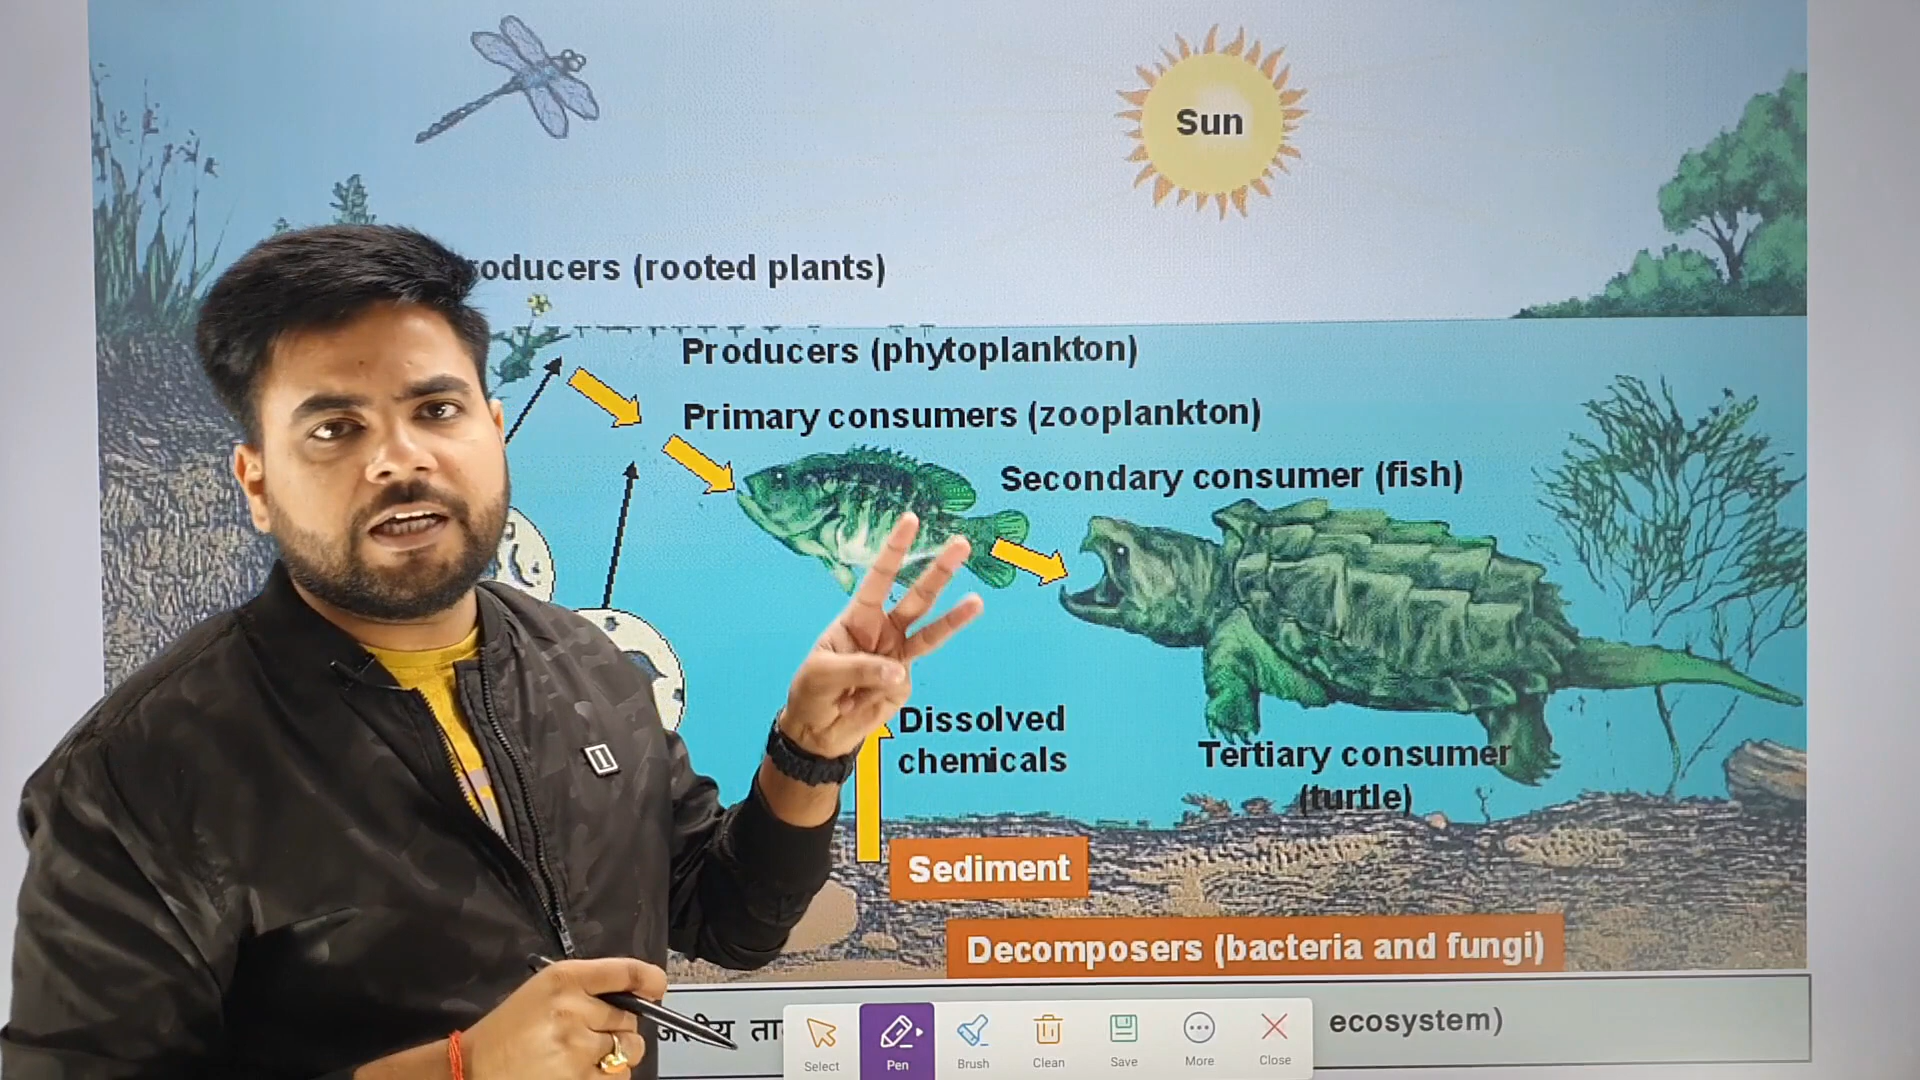 Sun
oducers (rooted plants)
Producers (phytoplankton)
Primary consumers (zooplankton)
Secondary consumer (fish)
Dissolved
chemicals
Tertiary consumer
(turtle)
Sediment
Decomposers (bacteria and fungi)
ecosystem)
Select
Pen
Brush
Clean
Save
More
Close